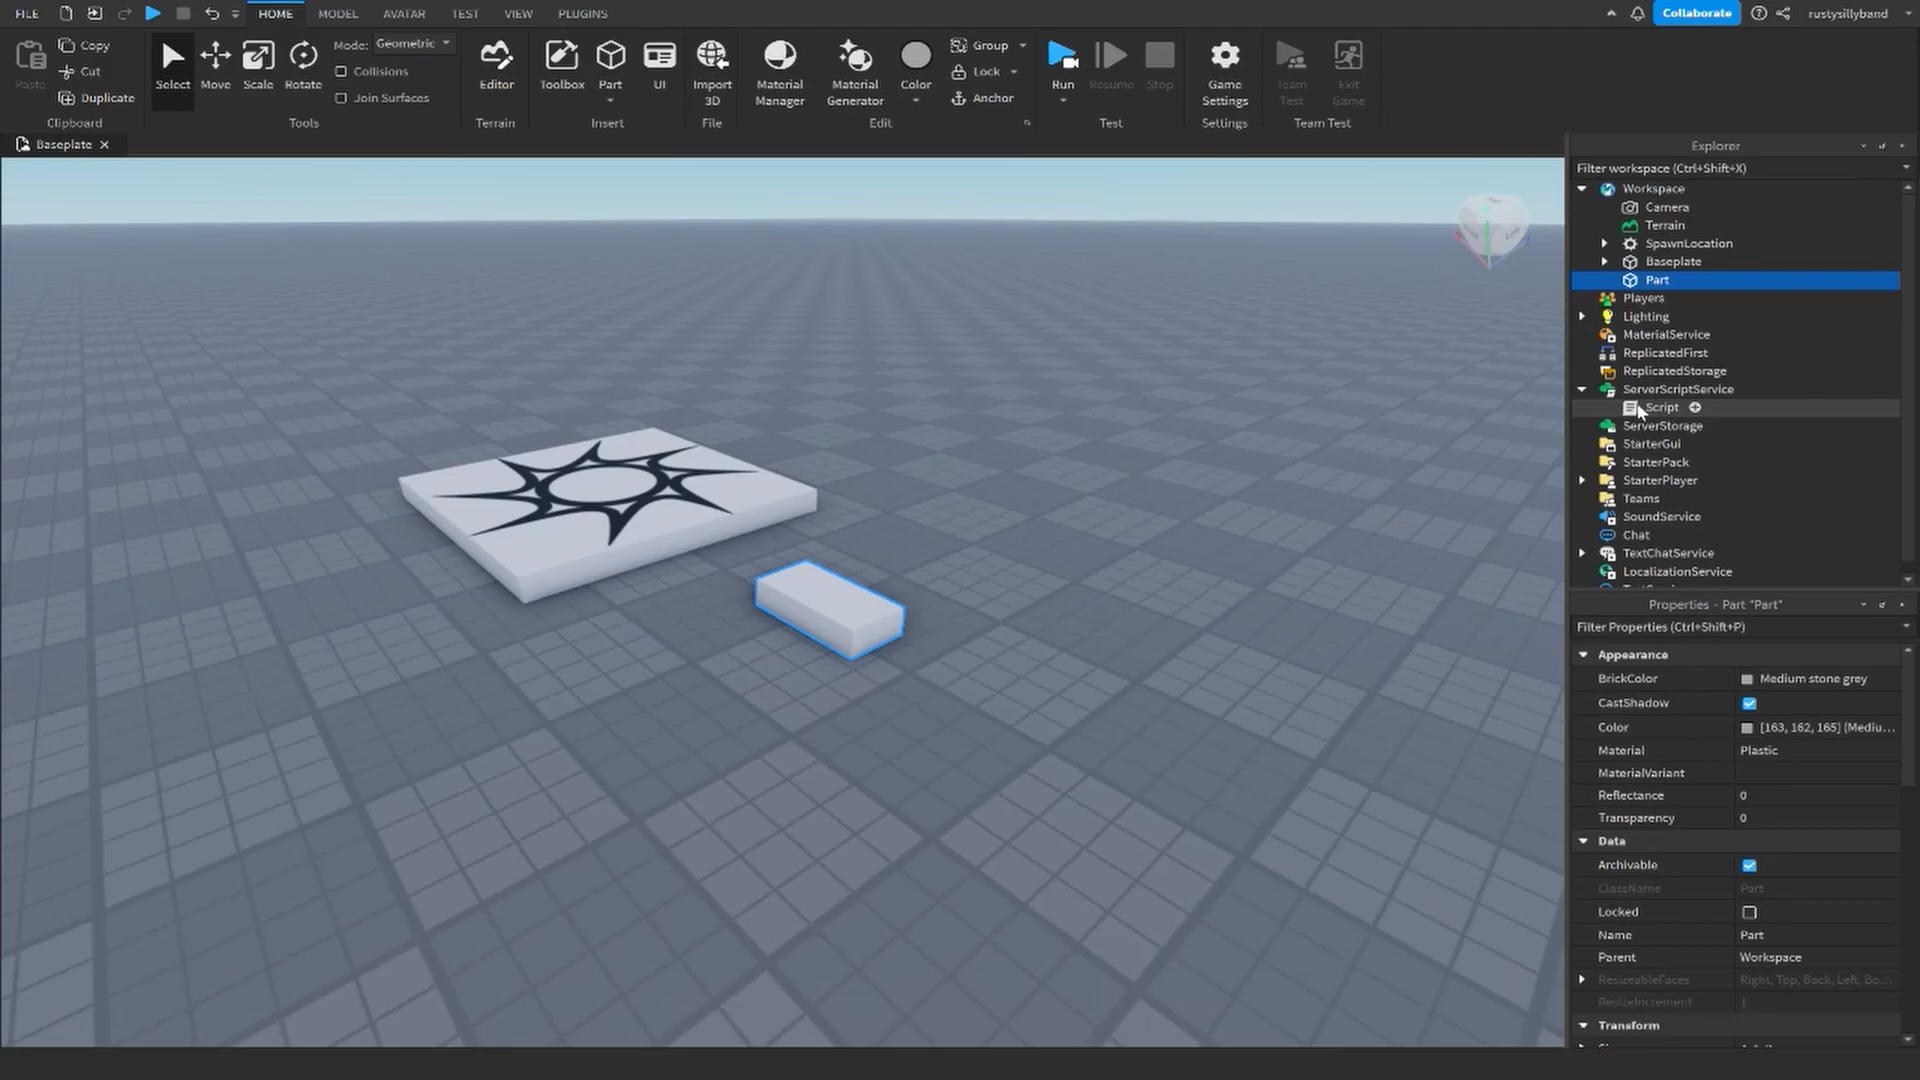 FILE HOME MODEL AVATAR TEST VIEW PLUGINS Collaborate rustysillyband
Paste Copy Cut Duplicate Clipboard
Select Move Scale Rotate Mode: Geometric Collisions Join Surfaces Tools
Editor Terrain
Toolbox Part UI Insert
Import 3D File
Material Manager Material Generator Color Group Lock Anchor Edit
Run Resume Stop Test
Game Settings Settings
Team Test Exit Game Team Test
Baseplate
Explorer
Filter workspace (Ctrl+Shift+X)
Workspace
Camera
Terrain
SpawnLocation
Baseplate
Part
Players
Lighting
MaterialService
ReplicatedFirst
ReplicatedStorage
ServerScriptService
Script
ServerStorage
StarterGui
StarterPack
StarterPlayer
Teams
SoundService
Chat
TextChatService
LocalizationService
Properties - Part "Part"
Filter Properties (Ctrl+Shift+P)
Appearance
BrickColor Medium stone grey
CastShadow
Color [163, 162, 165] (Mediu...
Material Plastic
MaterialVariant
Reflectance 0
Transparency 0
Data
Archivable
ClassName Part
Locked
Name Part
Parent Workspace
ResizeableFaces Right, Top, Back, Left, Bo...
ResizeIncrement 1
Transform